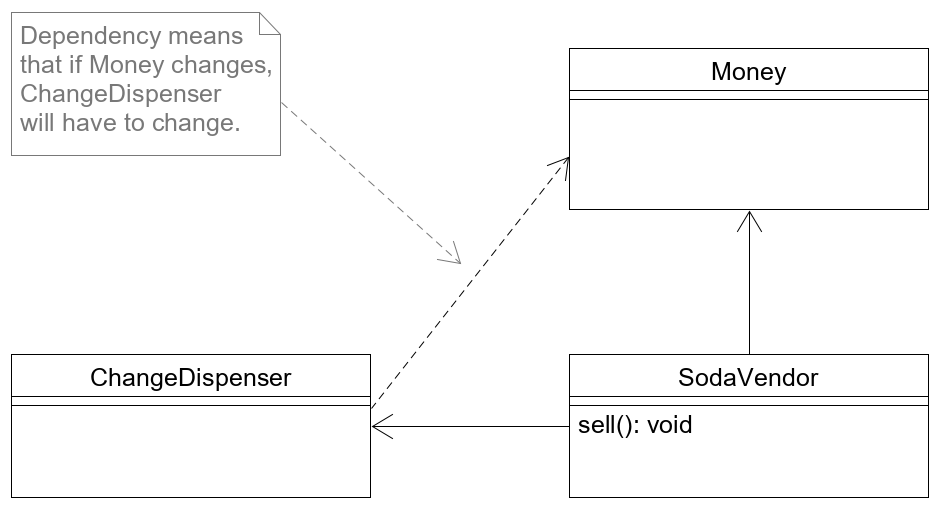 Dependency means
that if Money changes,
ChangeDispenser
will have to change.
Money
ChangeDispenser
SodaVendor
sell(): void